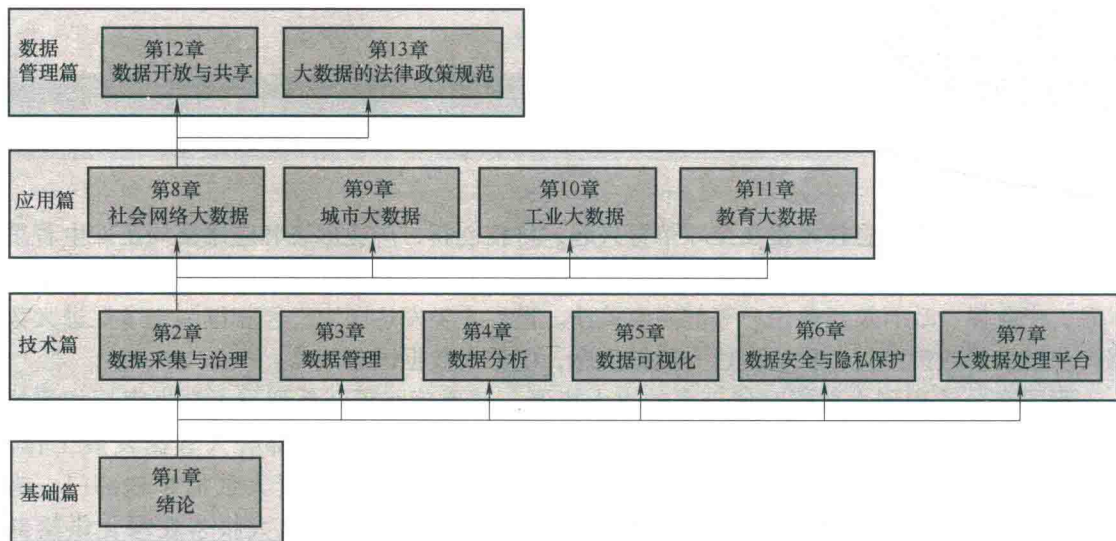 数据
管理篇
第12章
数据开放与共享
第13章
大数据的法律政策规范
应用篇
第8章
社会网络大数据
第9章
城市大数据
第10章
工业大数据
第11章
教育大数据
技术篇
第2章
数据采集与治理
第3章
数据管理
第4章
数据分析
第5章
数据可视化
第6章
数据安全与隐私保护
第7章
大数据处理平台
基础篇
第1章
绪论